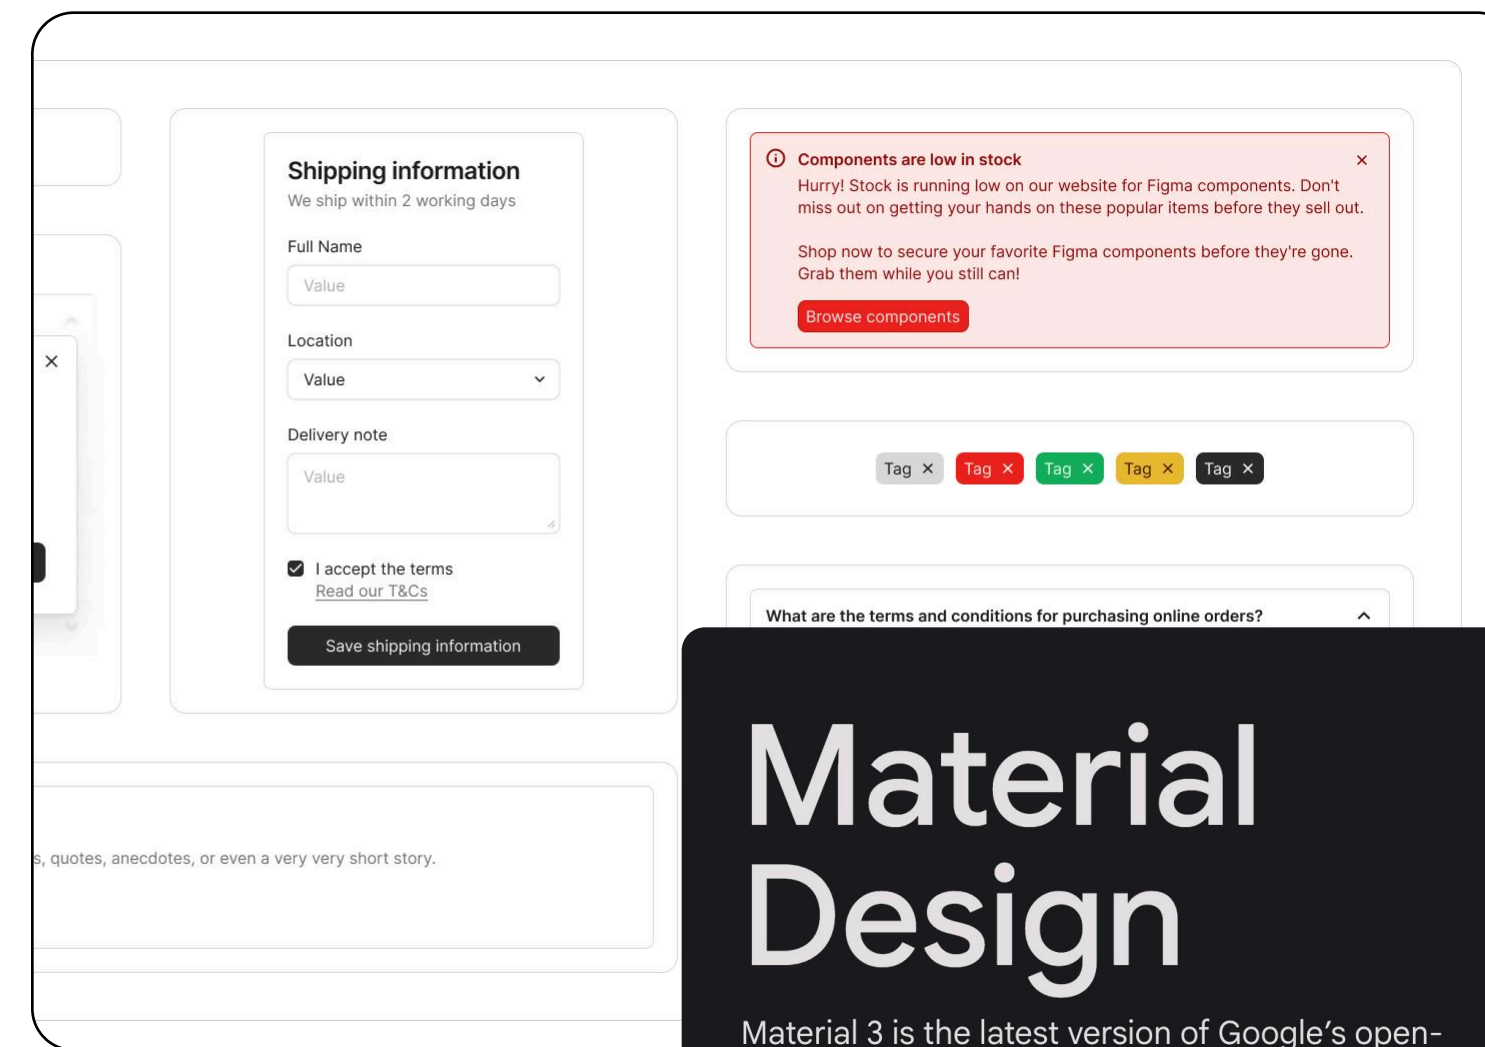 Shipping information
We ship within 2 working days
Full Name
Value
Location
Value
Delivery note
Value
I accept the terms
Read our T&Cs
Save shipping information
Components are low in stock
Hurry! Stock is running low on our website for Figma components. Don't
miss out on getting your hands on these popular items before they sell out.
Shop now to secure your favorite Figma components before they're gone.
Grab them while you still can!
Browse components
Tag Tag Tag Tag Tag
What are the terms and conditions for purchasing online orders?
s, quotes, anecdotes, or even a very very short story.
Material
Design
Material 3 is the latest version of Google’s open-